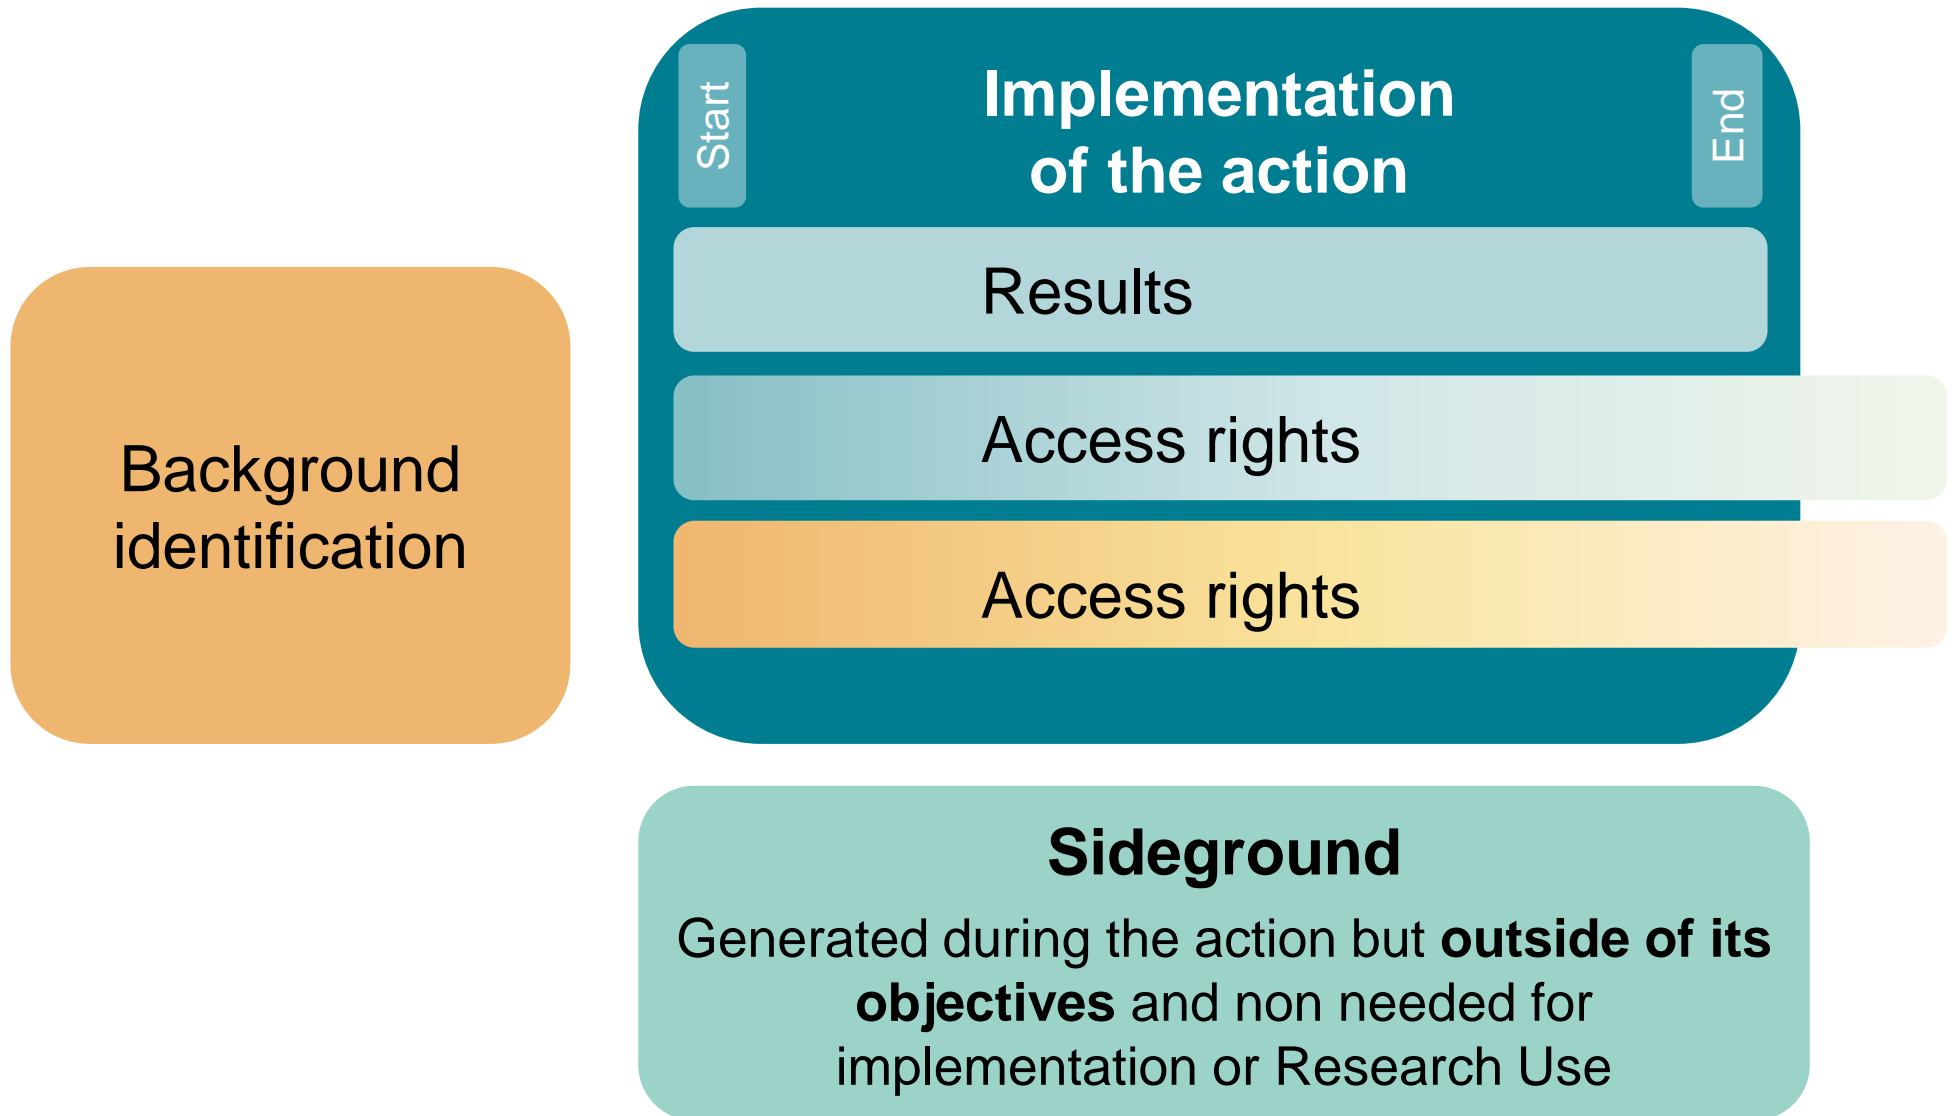 Start
Implementation
of the action
End
Results
Access rights
Background
identification
Access rights
Sideground
Generated during the action but outside of its
objectives and non needed for
implementation or Research Use